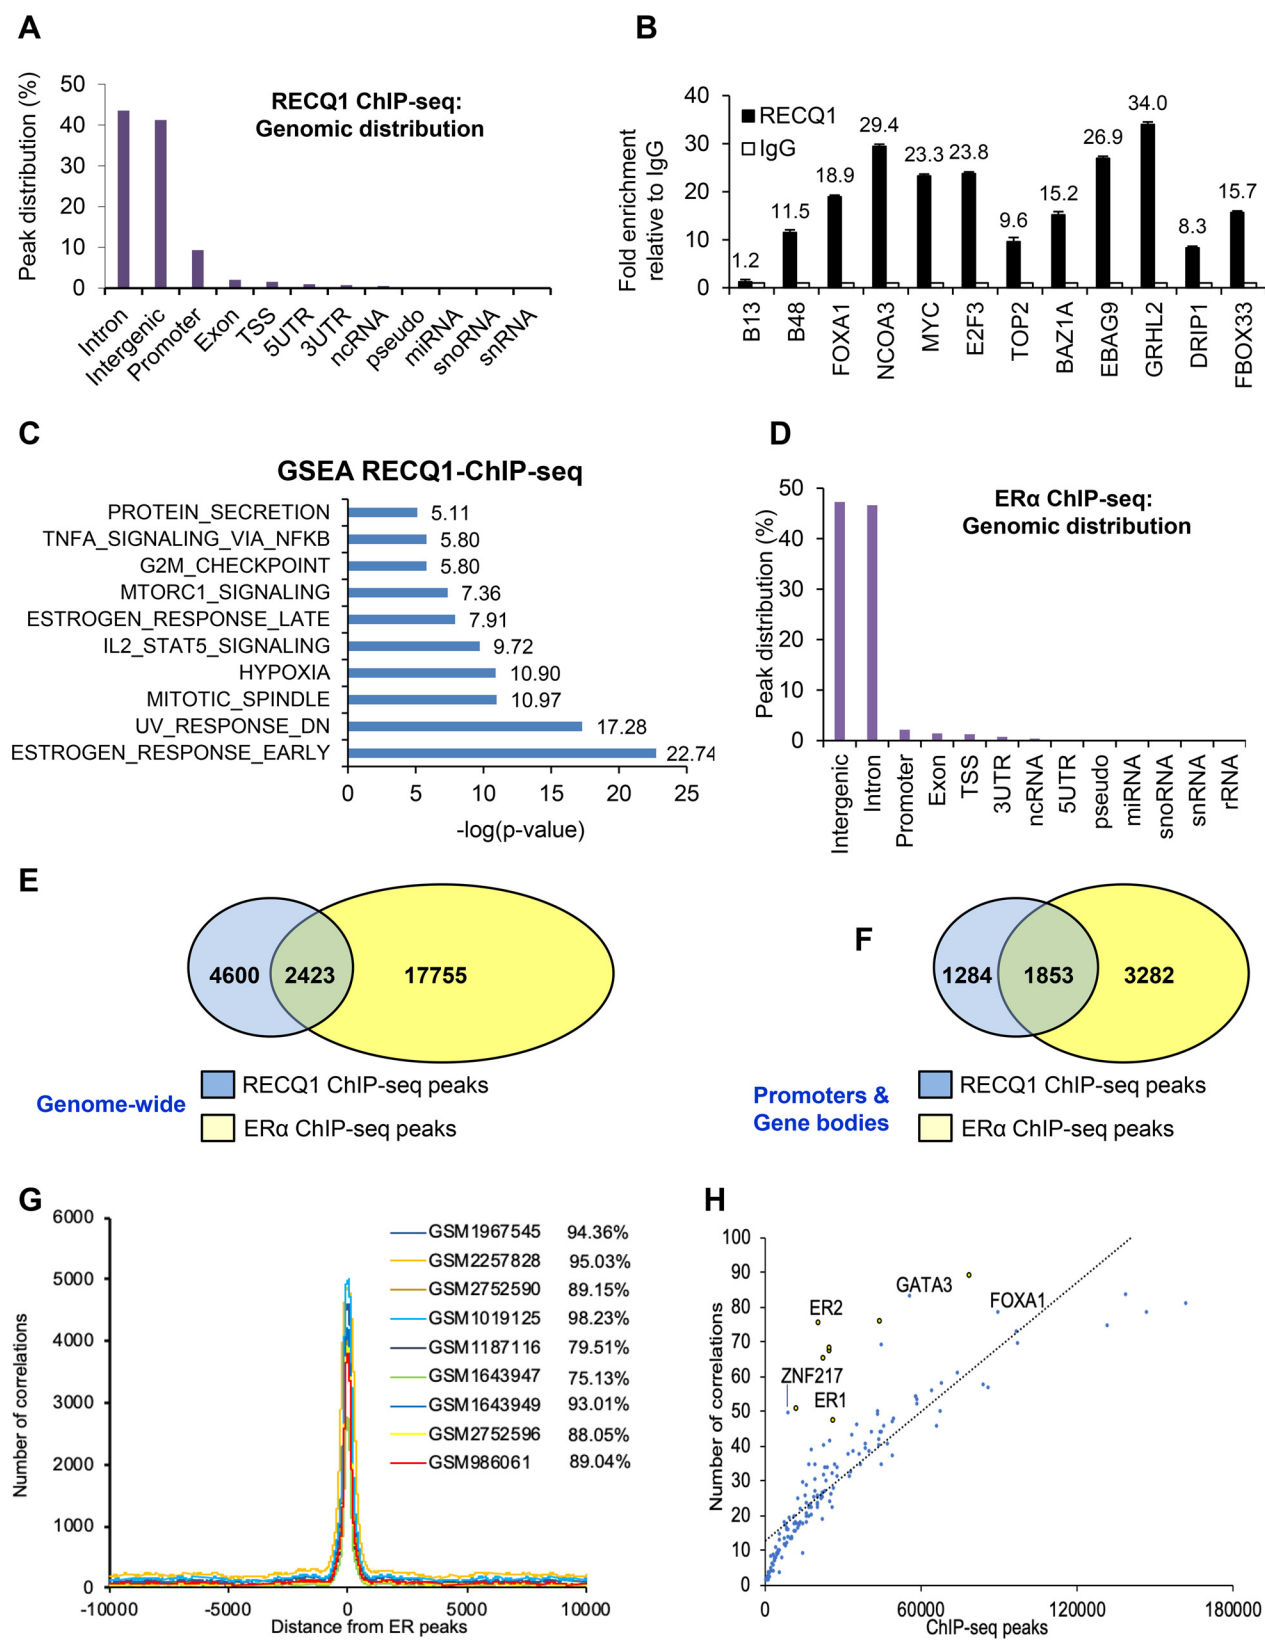 A
RECQ1 ChIP-seq:
Genomic distribution
Peak distribution (%)
50
40
30
20
10
0
Intron
Intergenic
Promoter
Exon
TSS
5UTR
3UTR
ncRNA
pseudo
miRNA
snoRNA
snRNA
B
Fold enrichment
relative to IgG
40
30
20
10
0
RECQ1
IgG
1.2
11.5
18.9
29.4
23.3
23.8
9.6
15.2
26.9
34.0
8.3
15.7
B13
B48
FOXA1
NCOA3
MYC
E2F3
TOP2
BAZ1A
EBAG9
GRHL2
DRIP1
FBOX33
C
GSEA RECQ1-ChIP-seq
PROTEIN_SECRETION 5.11
TNFA_SIGNALING_VIA_NFKB 5.80
G2M_CHECKPOINT 5.80
MTORC1_SIGNALING 7.36
ESTROGEN_RESPONSE_LATE 7.91
IL2_STAT5_SIGNALING 9.72
HYPOXIA 10.90
MITOTIC_SPINDLE 10.97
UV_RESPONSE_DN 17.28
ESTROGEN_RESPONSE_EARLY 22.74
0 5 10 15 20 25
-log(p-value)
D
ERα ChIP-seq:
Genomic distribution
Peak distribution (%)
50
40
30
20
10
0
Intergenic
Intron
Promoter
Exon
TSS
3UTR
ncRNA
5UTR
pseudo
miRNA
snoRNA
snRNA
rRNA
E
4600 2423 17755
Genome-wide
RECQ1 ChIP-seq peaks
ERα ChIP-seq peaks
F
1284 1853 3282
Promoters &
Gene bodies
RECQ1 ChIP-seq peaks
ERα ChIP-seq peaks
G
Number of correlations
6000
5000
4000
3000
2000
1000
0
GSM1967545 94.36%
GSM2257828 95.03%
GSM2752590 89.15%
GSM1019125 98.23%
GSM1187116 79.51%
GSM1643947 75.13%
GSM1643949 93.01%
GSM2752596 88.05%
GSM986061 89.04%
-10000 -5000 0 5000 10000
Distance from ER peaks
H
Number of correlations
100
90
80
70
60
50
40
30
20
10
0
GATA3
FOXA1
ER2
ZNF217
ER1
0 60000 120000 180000
ChIP-seq peaks